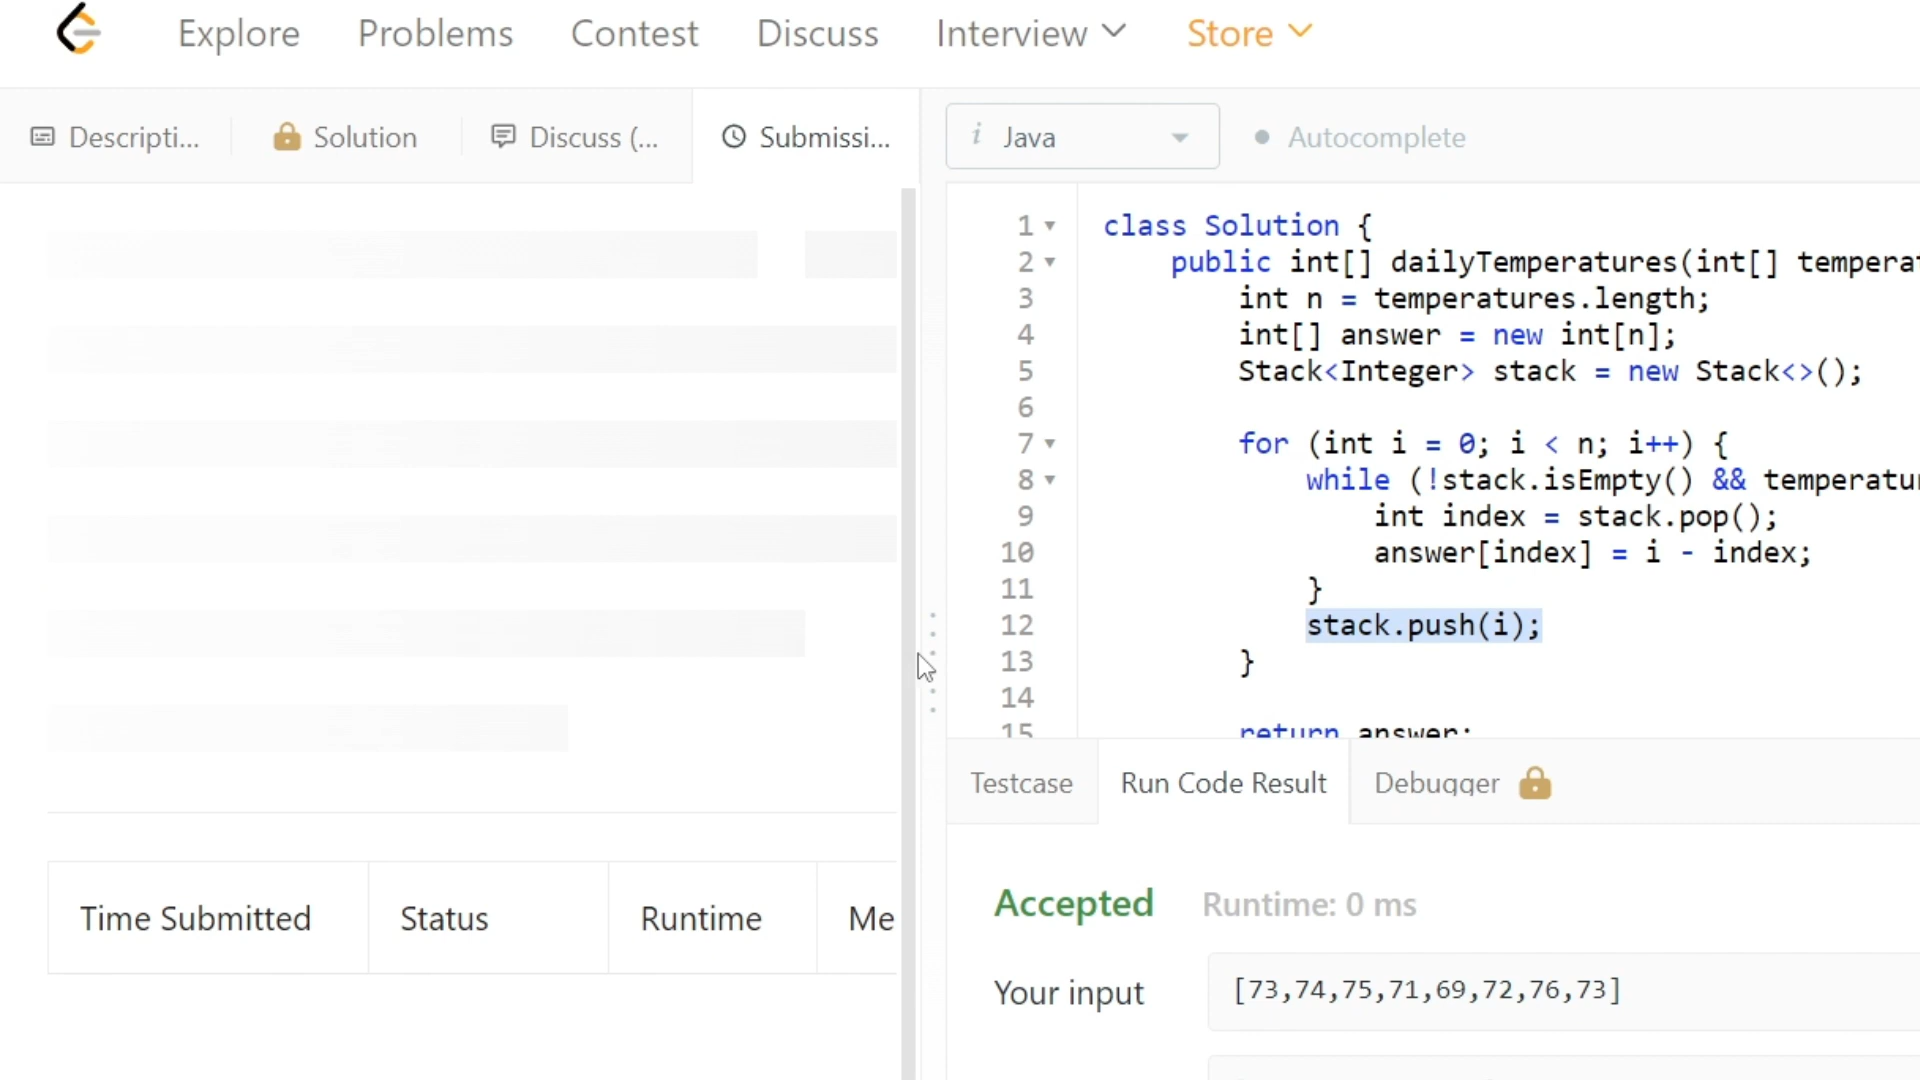 Explore Problems Contest Discuss Interview Store
Descripti... Solution Discuss (... Submissi...
Java Autocomplete
1 class Solution {
2 public int[] dailyTemperatures(int[] tempera
3 int n = temperatures.length;
4 int[] answer = new int[n];
5 Stack<Integer> stack = new Stack<>();
6
7 for (int i = 0; i < n; i++) {
8 while (!stack.isEmpty() && temperatu
9 int index = stack.pop();
10 answer[index] = i - index;
11 }
12 stack.push(i);
13 }
14
15 return answer;
Testcase Run Code Result Debugger
Accepted Runtime: 0 ms
Your input [73,74,75,71,69,72,76,73]
Time Submitted Status Runtime Me